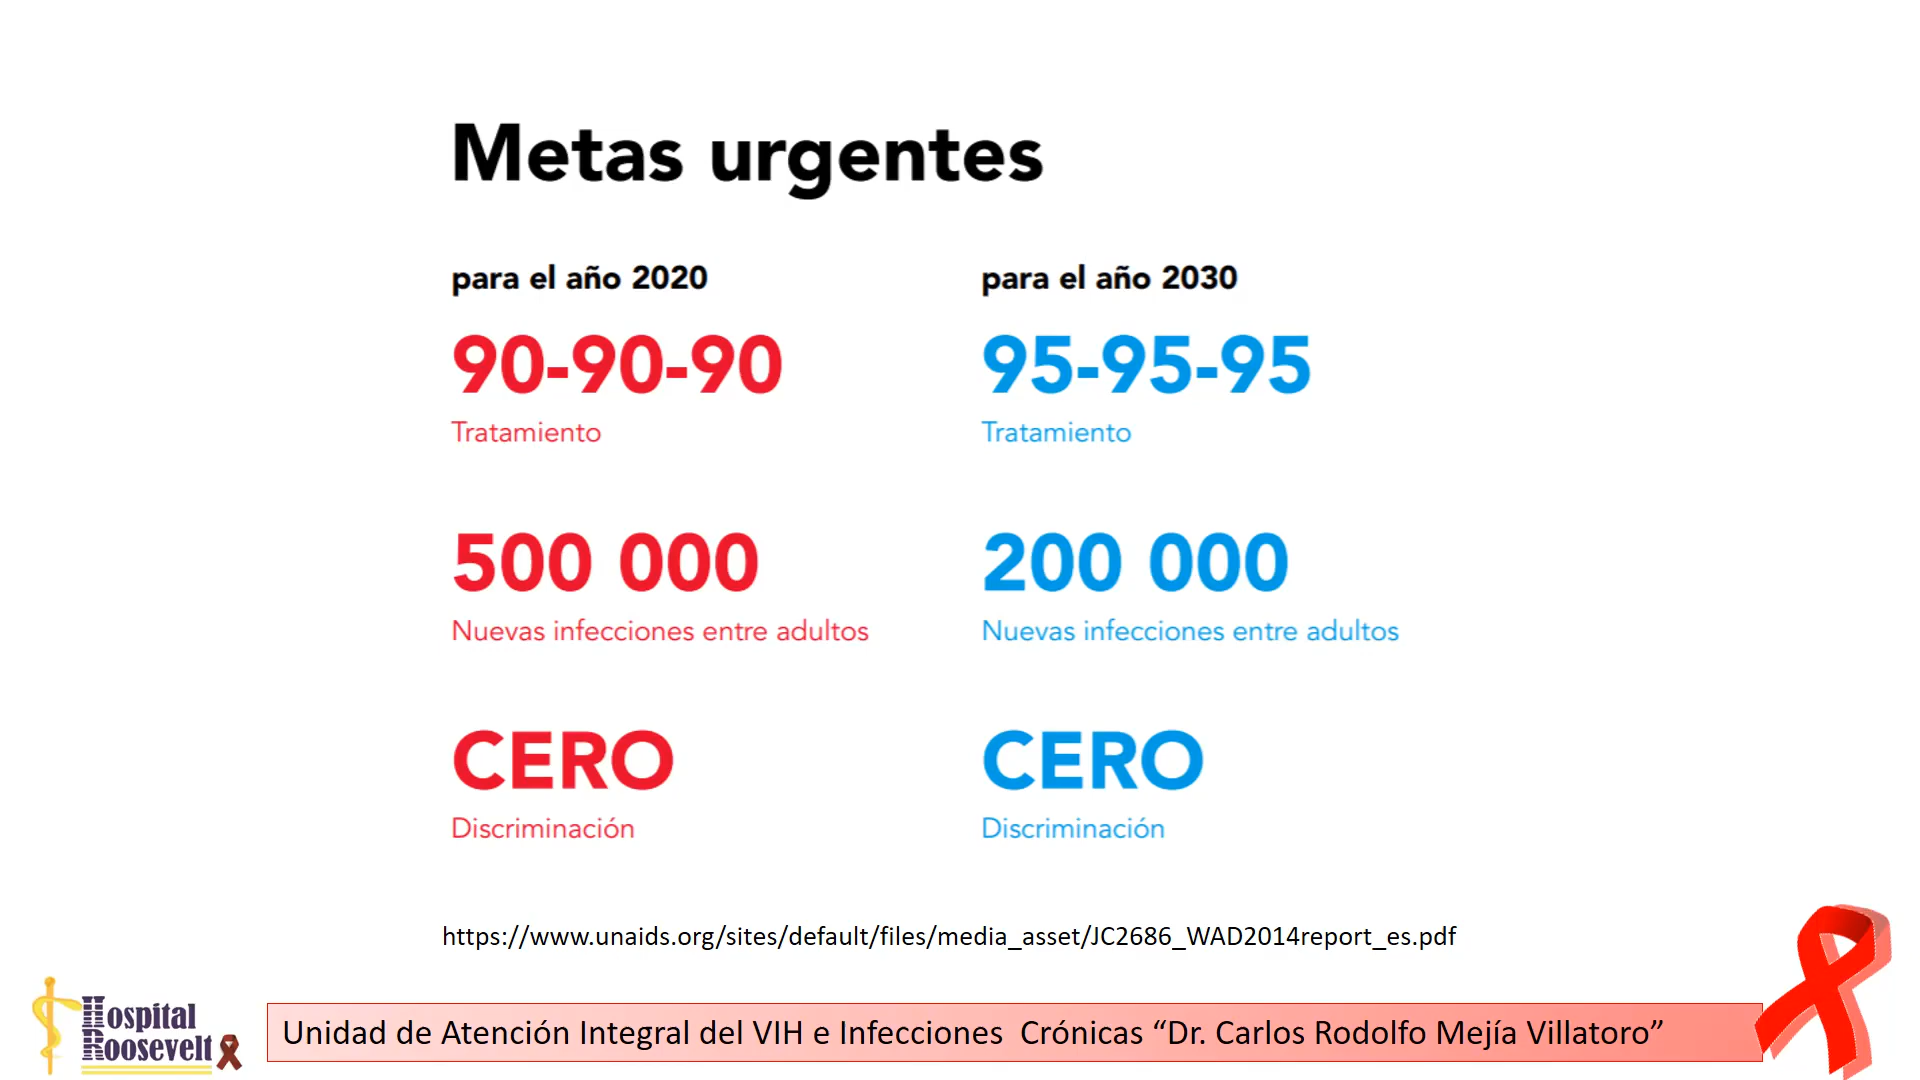 Metas urgentes
para el año 2020
90-90-90
Tratamiento
500 000
Nuevas infecciones entre adultos
CERO
Discriminación
para el año 2030
95-95-95
Tratamiento
200 000
Nuevas infecciones entre adultos
CERO
Discriminación
https://www.unaids.org/sites/default/files/media_asset/JC2686_WAD2014report_es.pdf
Hospital
Roosevelt
Unidad de Atención Integral del VIH e Infecciones  Crónicas “Dr. Carlos Rodolfo Mejía Villatoro”